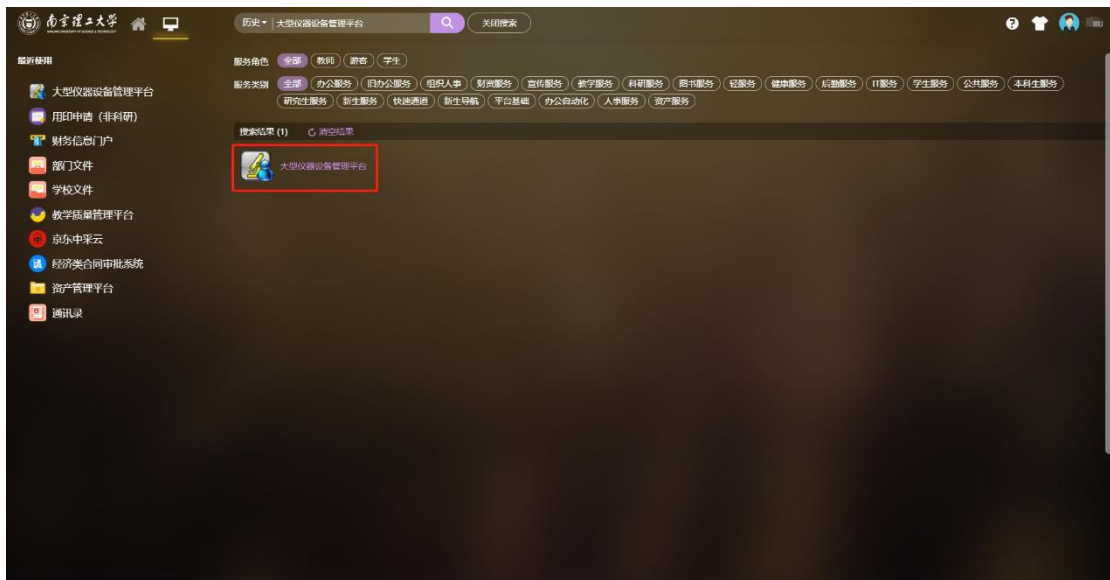 南京理工大学
历史 大型仪器设备管理平台 关闭搜索
最近使用
大型仪器设备管理平台
用印申请（非科研）
财务信息门户
部门文件
学校文件
教学质量管理平台
京东中采云
经济类合同审批系统
资产管理平台
通讯录
服务角色 全部 教师 游客 学生
服务类别 全部 办公服务 旧办公服务 组织人事 财资服务 宣传服务 教学服务 科研服务 图书服务 轻服务 健康服务 后勤服务 IT服务 学生服务 公共服务 本科生服务
研究生服务 新生服务 快速通道 新生导航 平台基础 办公自动化 人事服务 资产服务
搜索结果 (1) 清空结果
大型仪器设备管理平台